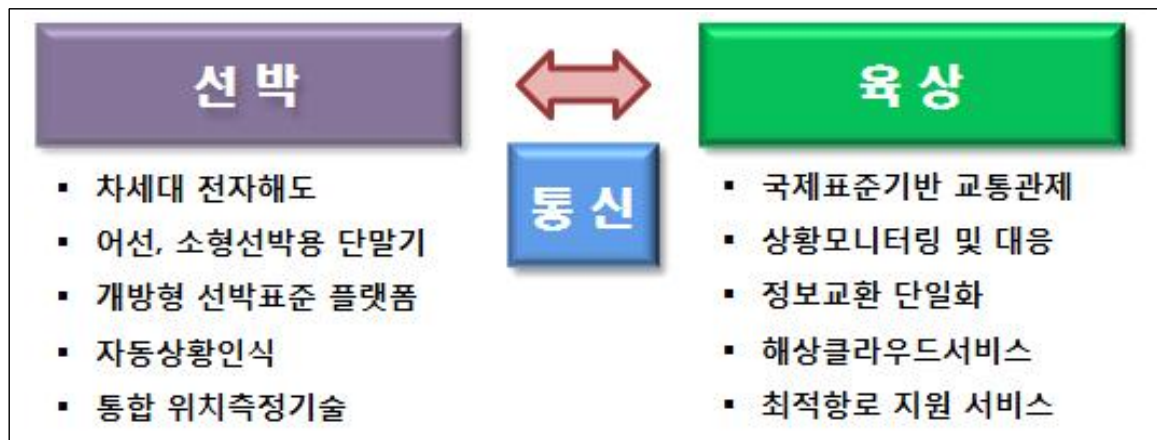 선박
통신
육상
▪ 차세대 전자해도
▪ 어선, 소형선박용 단말기
▪ 개방형 선박표준 플랫폼
▪ 자동상황인식
▪ 통합 위치측정기술
▪ 국제표준기반 교통관제
▪ 상황모니터링 및 대응
▪ 정보교환 단일화
▪ 해상클라우드서비스
▪ 최적항로 지원 서비스